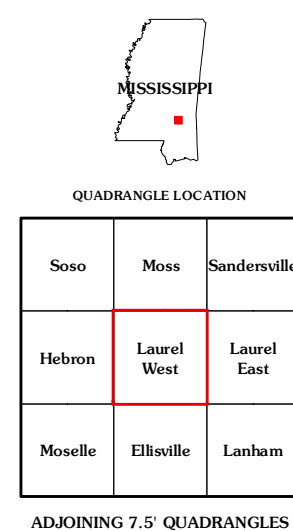 MISSISSIPPI
QUADRANGLE LOCATION
Soso Moss Sandersville
Hebron Laurel West Laurel East
Moselle Ellisville Lanham
ADJOINING 7.5' QUADRANGLES